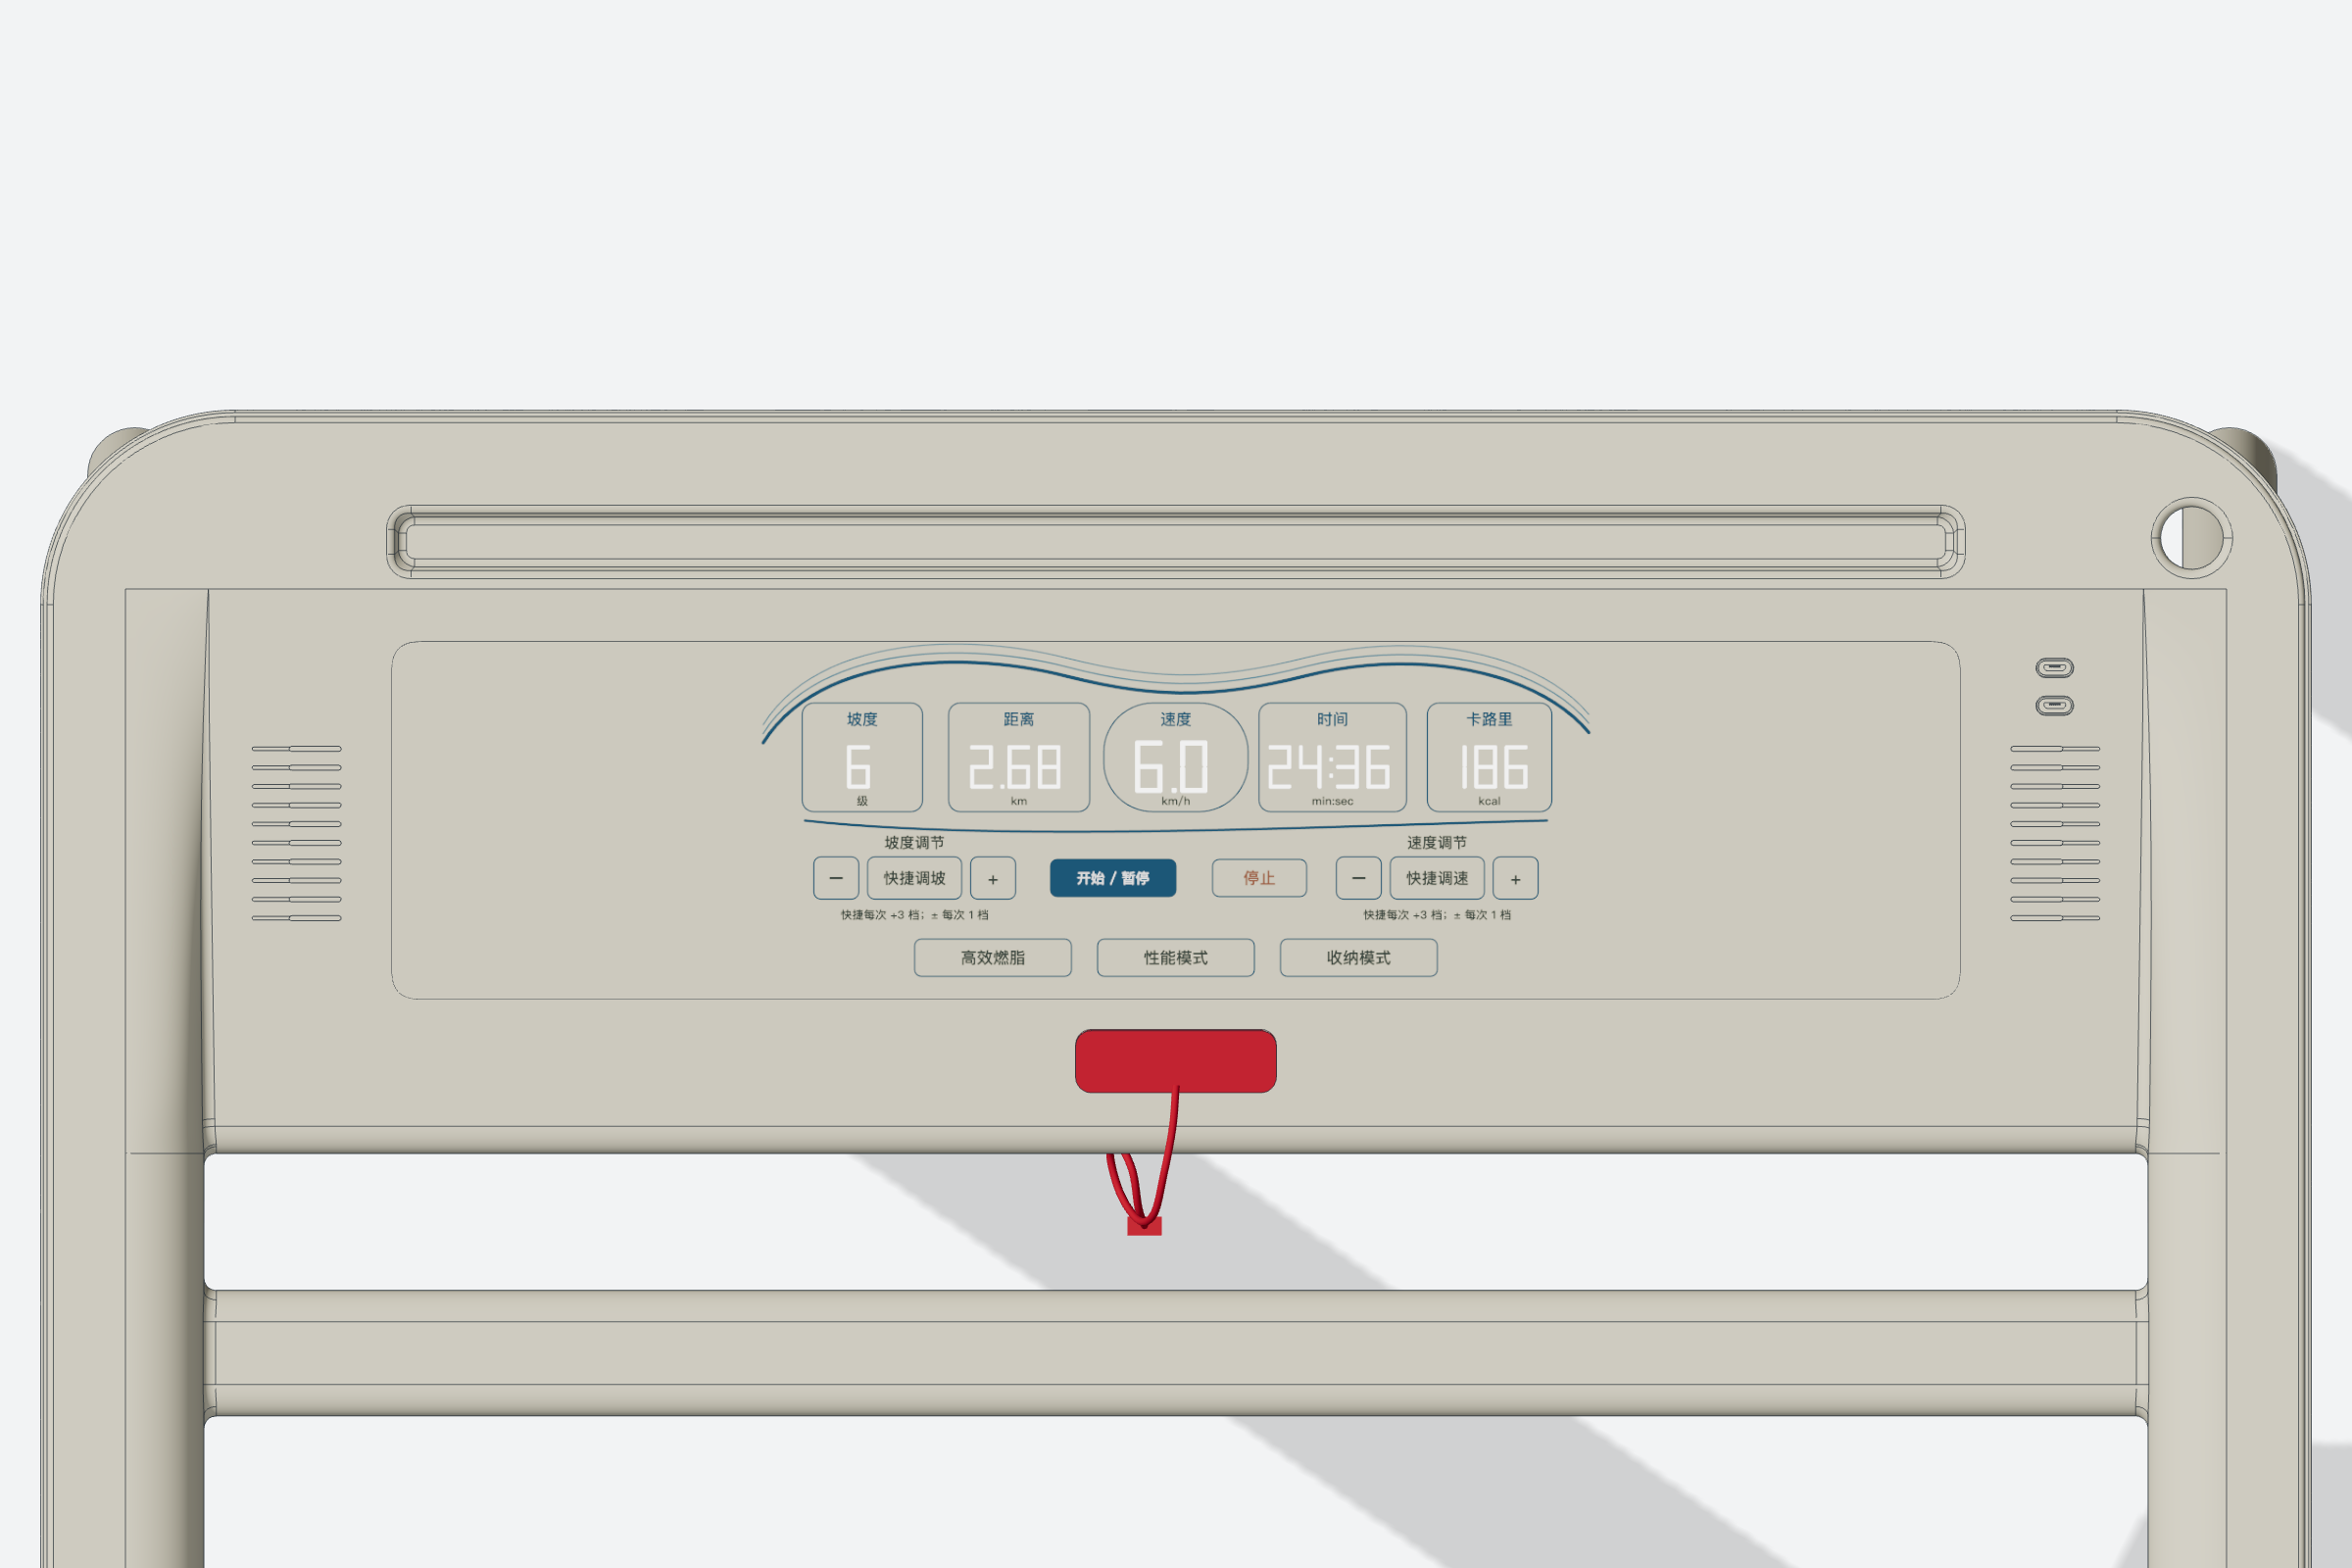 坡度 距离 速度 时间 卡路里
6 2.68 6.0 24:36 186
级 km km/h min:sec kcal
坡度调节 速度调节
— 快捷调坡 + 开始 / 暂停 停止 — 快捷调速 +
快捷每次 +3 档；± 每次 1 档 快捷每次 +3 档；± 每次 1 档
高效燃脂 性能模式 收纳模式